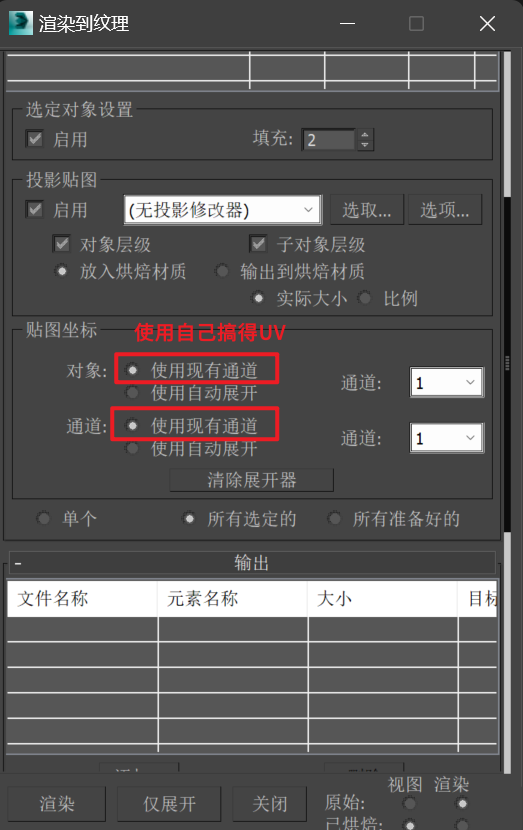 渲染到纹理
选定对象设置
启用 填充: 2
投影贴图
启用 (无投影修改器) 选取... 选项...
对象层级 子对象层级
放入烘焙材质 输出到烘焙材质
实际大小 比例
贴图坐标 使用自己搞得UV
对象: 使用现有通道 通道: 1
使用自动展开
通道: 使用现有通道 通道: 1
使用自动展开
清除展开器
单个 所有选定的 所有准备好的
- 输出
文件名称 元素名称 大小 目标
视图 渲染
渲染 仅展开 关闭 原始:
已烘焙: